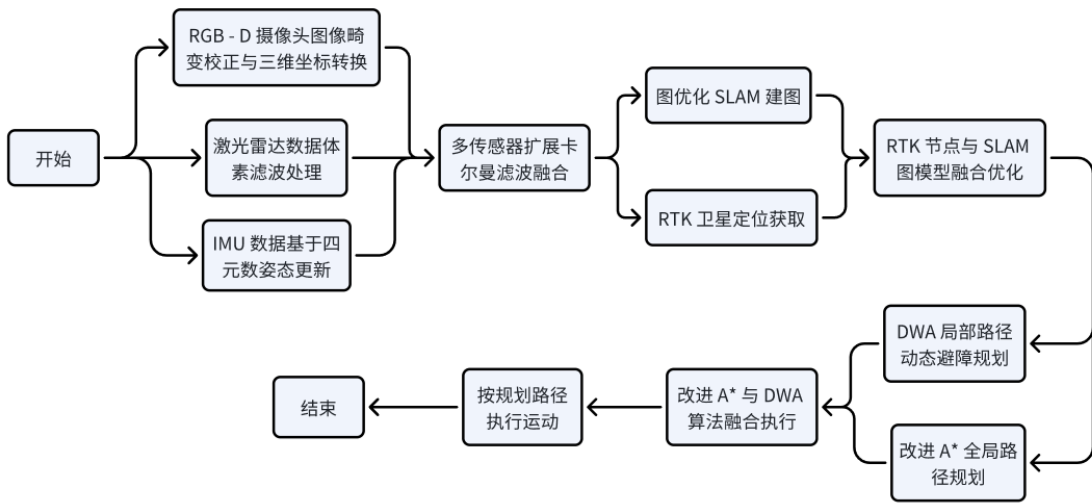 开始
RGB - D 摄像头图像畸
变校正与三维坐标转换
激光雷达数据体
素滤波处理
IMU 数据基于四
元数姿态更新
多传感器扩展卡
尔曼滤波融合
图优化 SLAM 建图
RTK 卫星定位获取
RTK 节点与 SLAM
图模型融合优化
DWA 局部路径
动态避障规划
改进 A* 全局路
径规划
改进 A* 与 DWA
算法融合执行
按规划路径
执行运动
结束